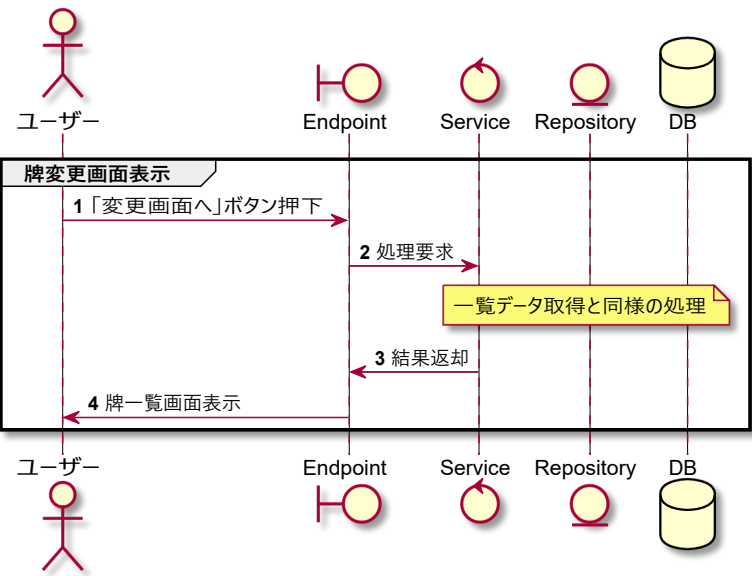 ユーザー Endpoint Service Repository DB
牌変更画面表示
1 「変更画面へ」ボタン押下
2 処理要求
一覧データ取得と同様の処理
3 結果返却
4 牌一覧画面表示
ユーザー Endpoint Service Repository DB